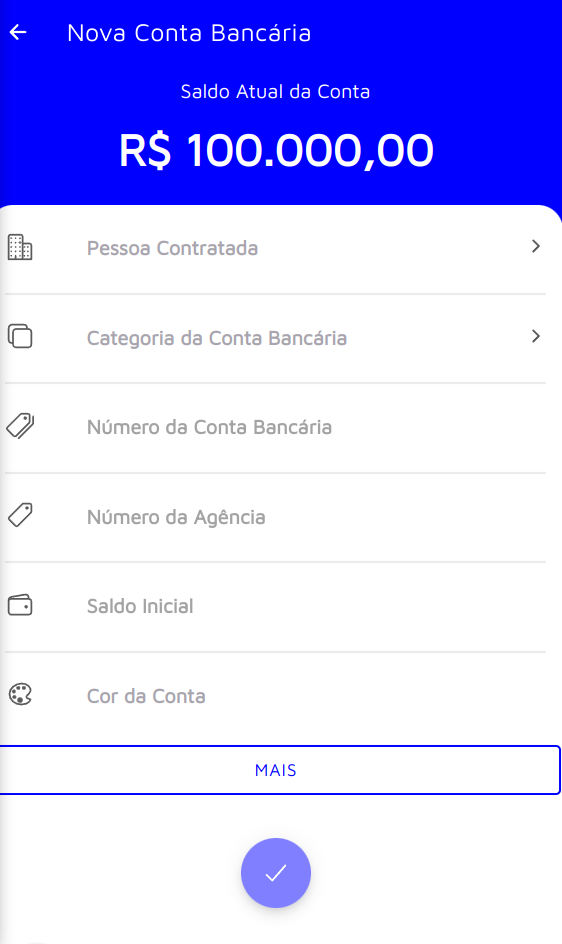 Nova Conta Bancária
Saldo Atual da Conta
R$ 100.000,00
Pessoa Contratada
Categoria da Conta Bancária
Número da Conta Bancária
Número da Agência
Saldo Inicial
Cor da Conta
MAIS